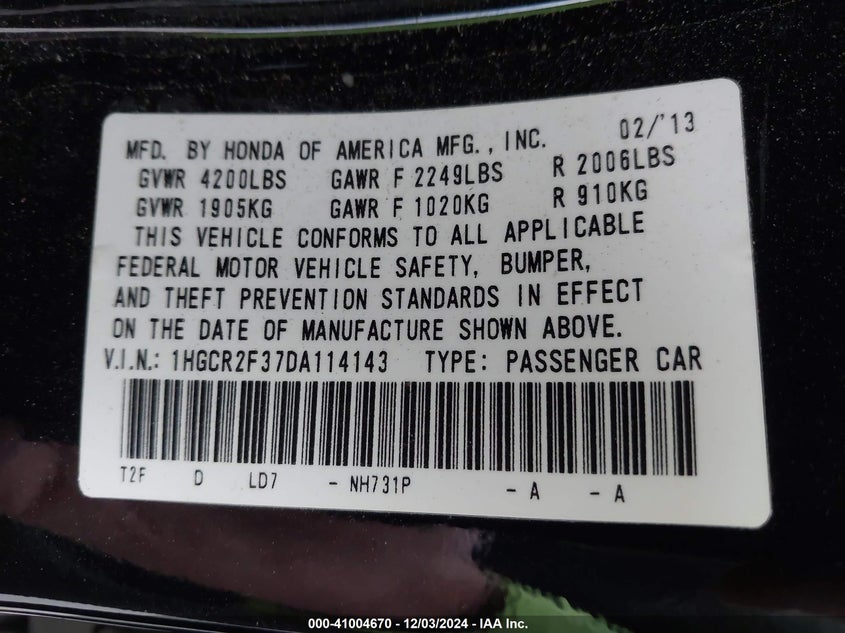 MFD. BY HONDA OF AMERICA MFG., INC. 02/'13
GVWR 4200LBS GAWR F 2249LBS R 2006LBS
GVWR 1905KG GAWR F 1020KG R 910KG
THIS VEHICLE CONFORMS TO ALL APPLICABLE
FEDERAL MOTOR VEHICLE SAFETY, BUMPER,
AND THEFT PREVENTION STANDARDS IN EFFECT
ON THE DATE OF MANUFACTURE SHOWN ABOVE.
V.I.N.: 1HGCR2F37DA114143 TYPE: PASSENGER CAR
T2F D LD7 - NH731P - A - A
000-41004670 - 12/03/2024 - IAA Inc.